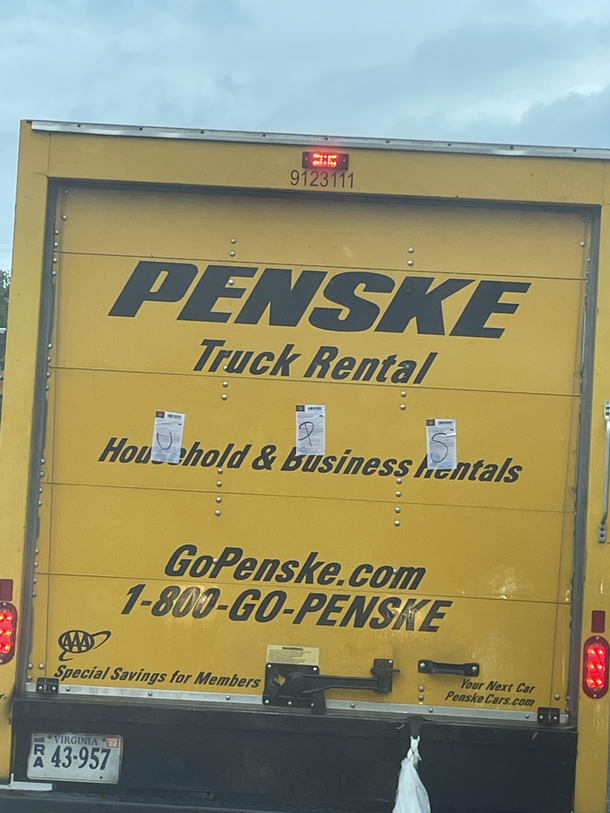 9123111
PENSKE
Truck Rental
U P S
Household & Business Rentals
GoPenske.com
1-800-GO-PENSKE
AAA
Special Savings for Members
Your Next Car
PenskeCars.com
VIRGINIA
RA 43-957